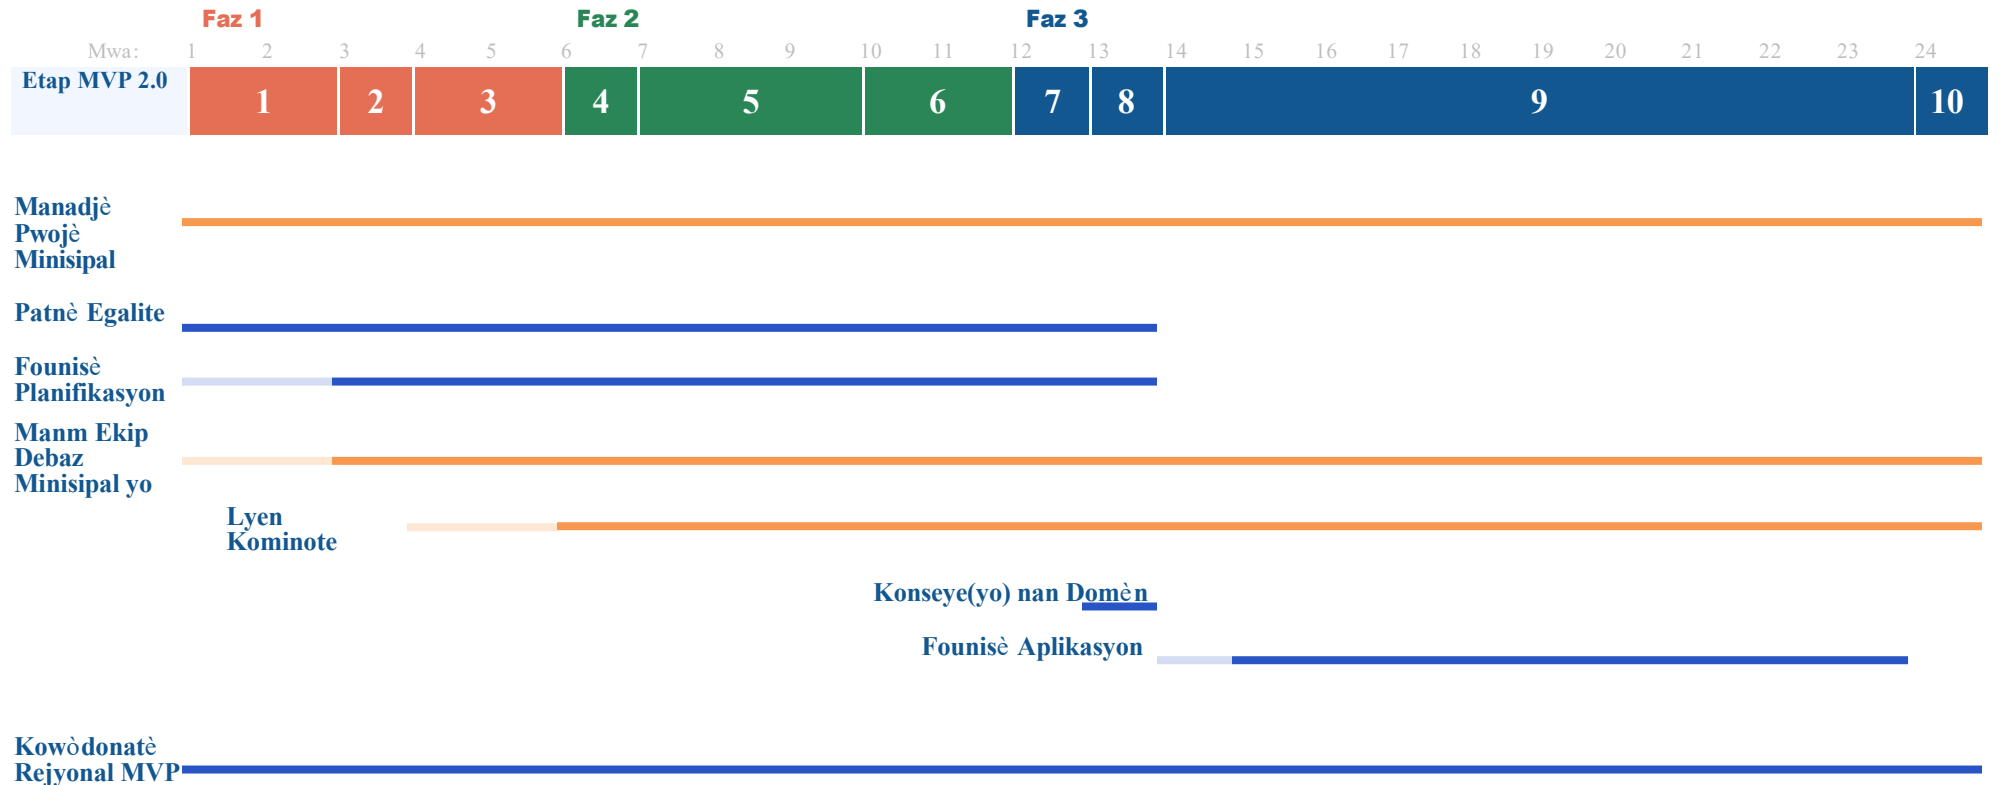 Faz 1 Faz 2 Faz 3
Mwa: 1 2 3 4 5 6 7 8 9 10 11 12 13 14 15 16 17 18 19 20 21 22 23 24
Etap MVP 2.0
1 2 3 4 5 6 7 8 9 10
Manadjè
Pwojè
Minisipal
Patnè Egalite
Founisè
Planifikasyon
Manm Ekip
Debaz
Minisipal yo
Lyen
Kominote
Konseye(yo) nan Domèn
Founisè Aplikasyon
Kowòdonatè
Rejyonal MVP